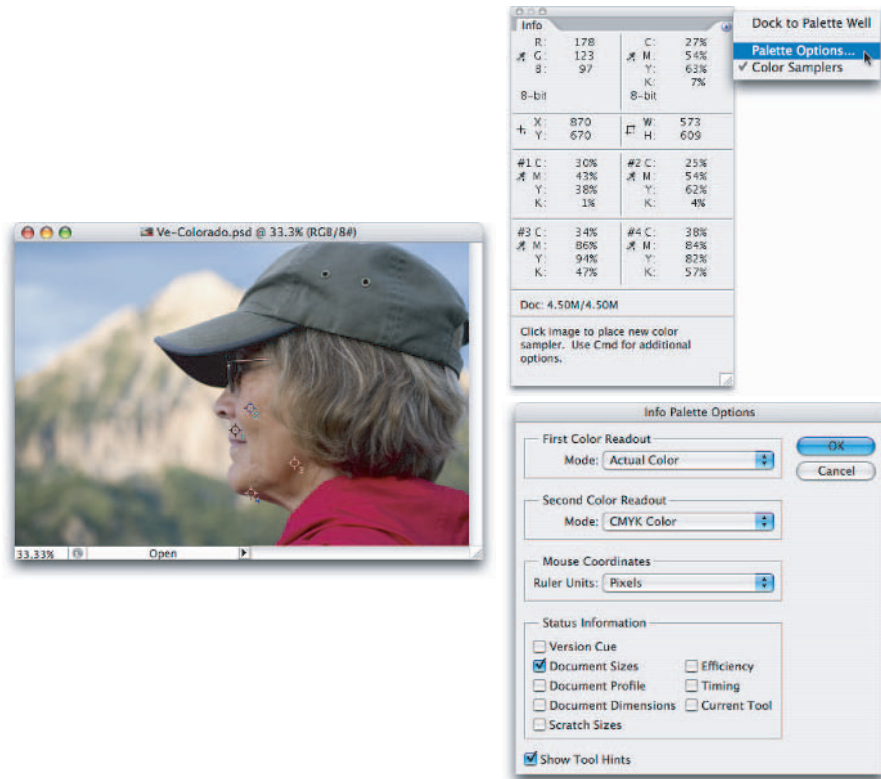 Info
R: 178 C: 27%
G: 123 M: 54%
B: 97 Y: 63%
K: 7%
8-bit 8-bit
X: 870 W: 573
Y: 670 H: 609
#1 C: 30% #2 C: 25%
M: 43% M: 54%
Y: 38% Y: 62%
K: 1% K: 4%
#3 C: 34% #4 C: 38%
M: 86% M: 84%
Y: 94% Y: 82%
K: 47% K: 57%
Doc: 4.50M/4.50M
Click image to place new color
sampler. Use Cmd for additional
options.
Dock to Palette Well
Palette Options...
Color Samplers
Ve-Colorado.psd @ 33.3% (RGB/8#)
33.33% Open
Info Palette Options
First Color Readout
Mode: Actual Color
OK
Cancel
Second Color Readout
Mode: CMYK Color
Mouse Coordinates
Ruler Units: Pixels
Status Information
Version Cue
Document Sizes Efficiency
Document Profile Timing
Document Dimensions Current Tool
Scratch Sizes
Show Tool Hints